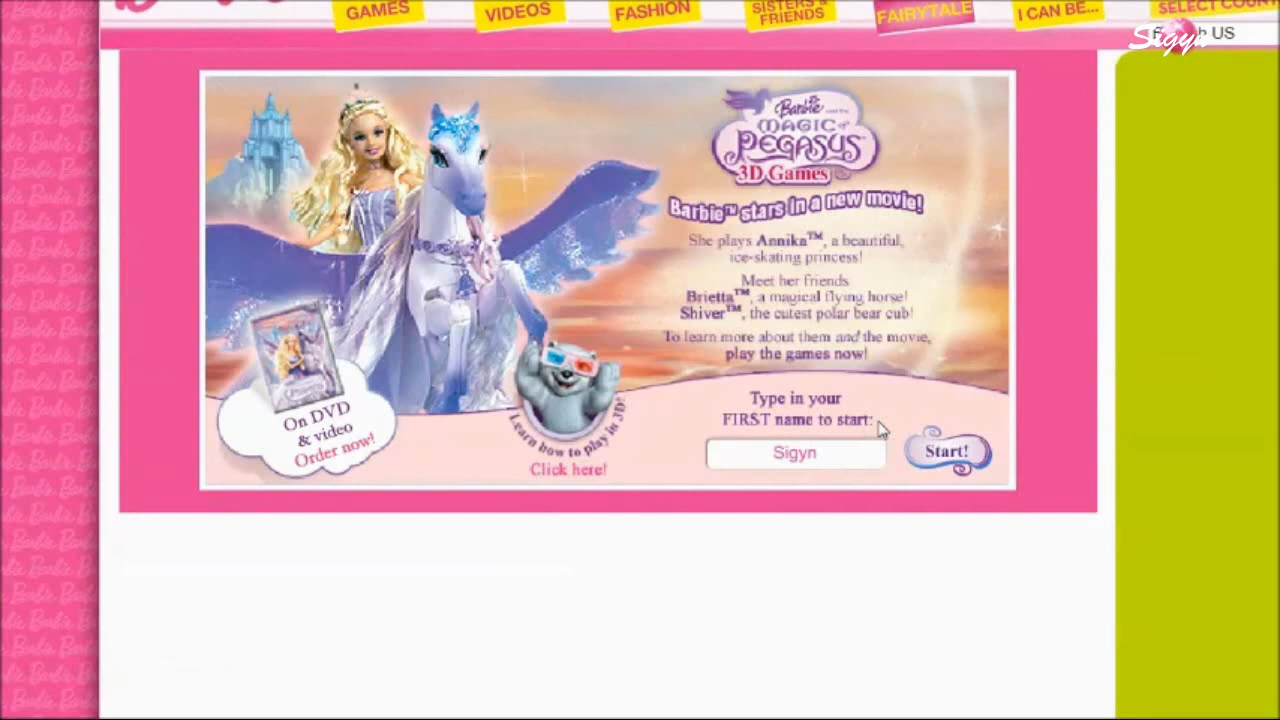 GAMES
VIDEOS
FASHION
SISTERS &
FRIENDS
FAIRYTALE
I CAN BE...
Sigyn
US
Barbie and the
MAGIC of
PEGASUS™
3D Games
Barbie™ stars in a new movie!
She plays Annika™, a beautiful,
ice-skating princess!
Meet her friends
Brietta™, a magical flying horse!
Shiver™, the cutest polar bear cub!
To learn more about them and the movie,
play the games now!
Type in your
FIRST name to start:
Sigyn
Start!
On DVD
& video
Order now!
Learn how to play in 3D!
Click here!